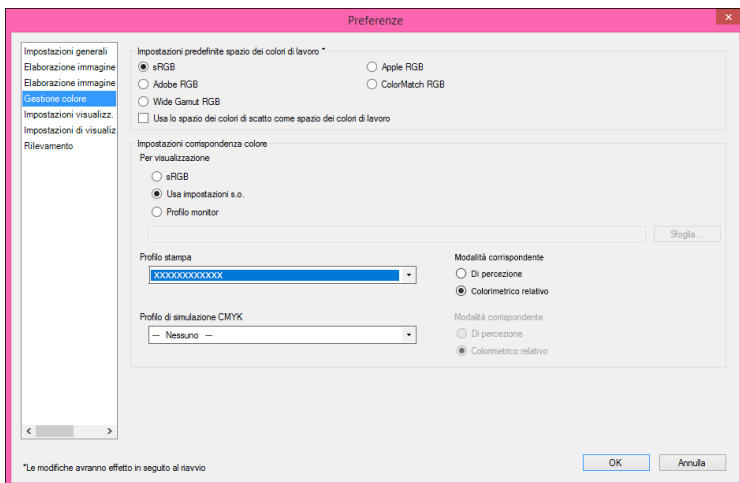 Preferenze
Impostazioni generali
Elaborazione immagine
Elaborazione immagine
Gestione colore
Impostazioni visualizz.
Impostazioni di visualiz
Rilevamento
Impostazioni predefinite spazio dei colori di lavoro *
sRGB
Apple RGB
Adobe RGB
ColorMatch RGB
Wide Gamut RGB
Usa lo spazio dei colori di scatto come spazio dei colori di lavoro
Impostazioni corrispondenza colore
Per visualizzazione
sRGB
Usa impostazioni s.o.
Profilo monitor
Sfoglia...
Profilo stampa
Modalità corrispondente
XXXXXXXXXXXX
Di percezione
Colorimetrico relativo
Profilo di simulazione CMYK
Modalità corrispondente
--- Nessuno ---
Di percezione
Colorimetrico relativo
*Le modifiche avranno effetto in seguito al riavvio
OK
Annulla